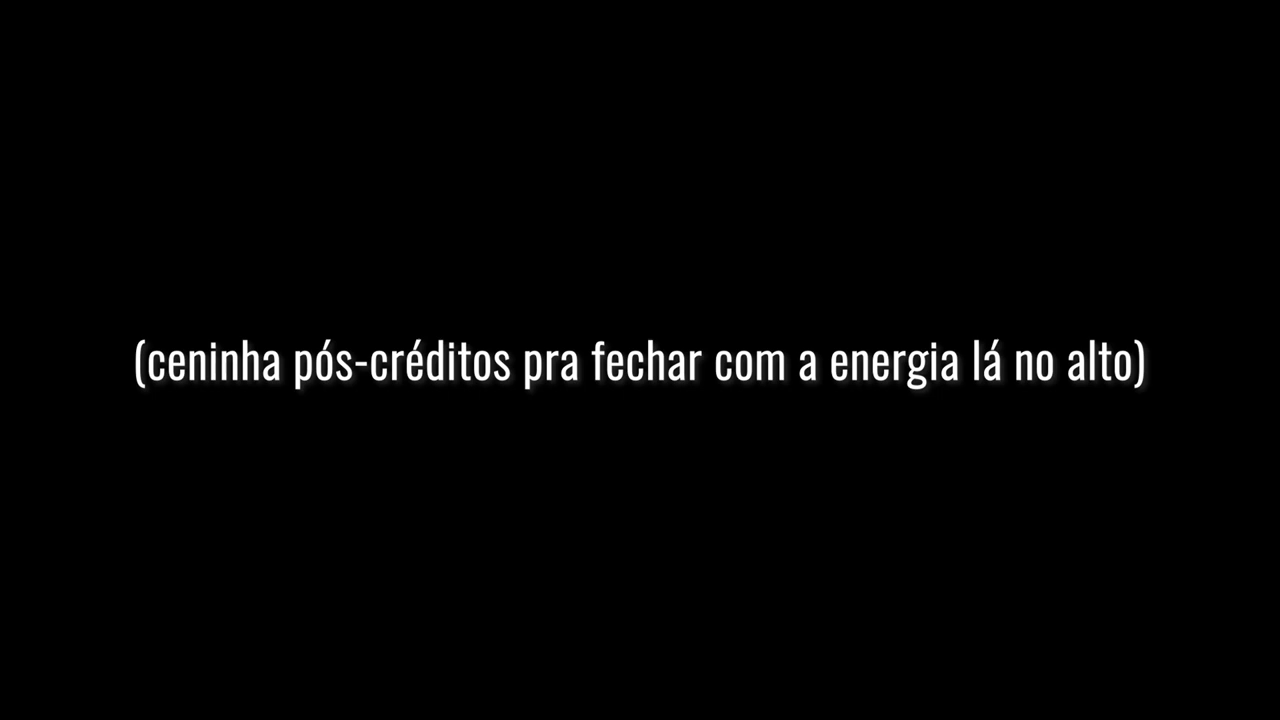 (ceninha pós-créditos pra fechar com a energia lá no alto)